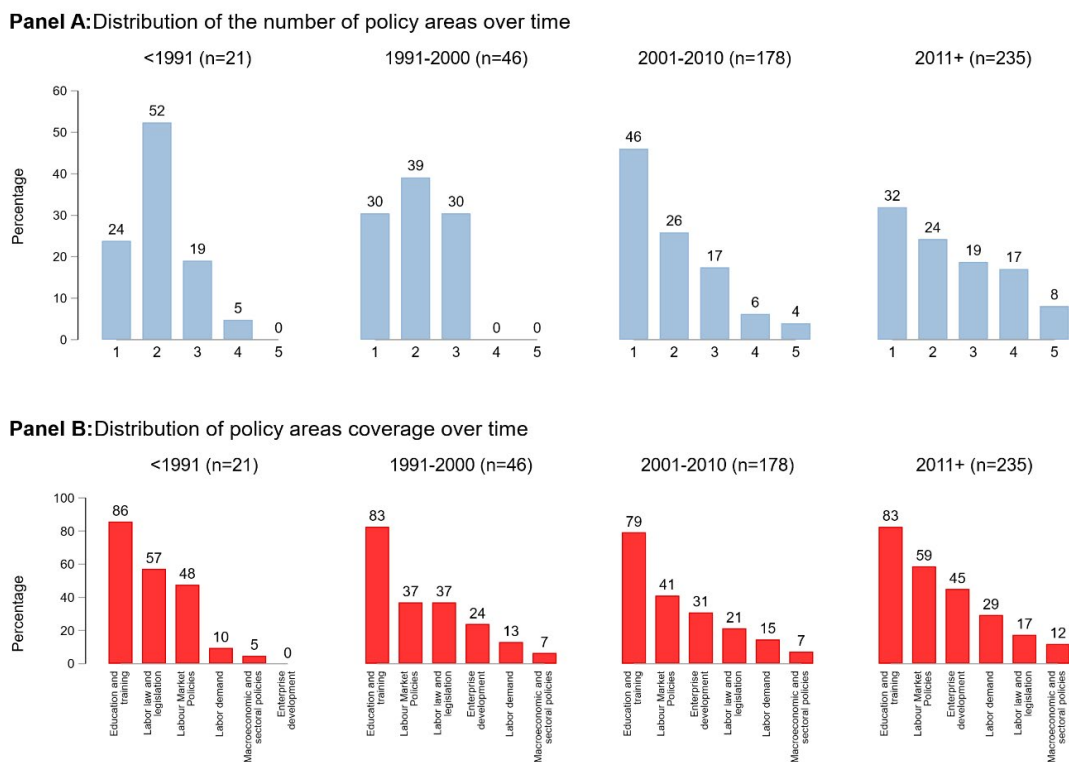 Panel A:Distribution of the number of policy areas over time
<1991 (n=21)
1991-2000 (n=46)
2001-2010 (n=178)
2011+ (n=235)
Percentage
60
50
40
30
20
10
0
24
52
19
5
0
1
2
3
4
5
30
39
30
0
0
1
2
3
4
5
46
26
17
6
4
1
2
3
4
5
32
24
19
17
8
1
2
3
4
5
Panel B:Distribution of policy areas coverage over time
<1991 (n=21)
1991-2000 (n=46)
2001-2010 (n=178)
2011+ (n=235)
Percentage
100
80
60
40
20
0
86
57
48
10
5
0
Education and
training
Labor law and
legislation
Labour Market
Policies
Labor demand
Macroeconomic and
sectoral policies
Enterprise
development
83
37
37
24
13
7
Education and
training
Labour Market
Policies
Labor law and
legislation
Enterprise
development
Labor demand
Macroeconomic and
sectoral policies
79
41
31
21
15
7
Education and
training
Labour Market
Policies
Enterprise
development
Labor law and
legislation
Labor demand
Macroeconomic and
sectoral policies
83
59
45
29
17
12
Education and
training
Labour Market
Policies
Enterprise
development
Labor demand
Labor law and
legislation
Macroeconomic and
sectoral policies